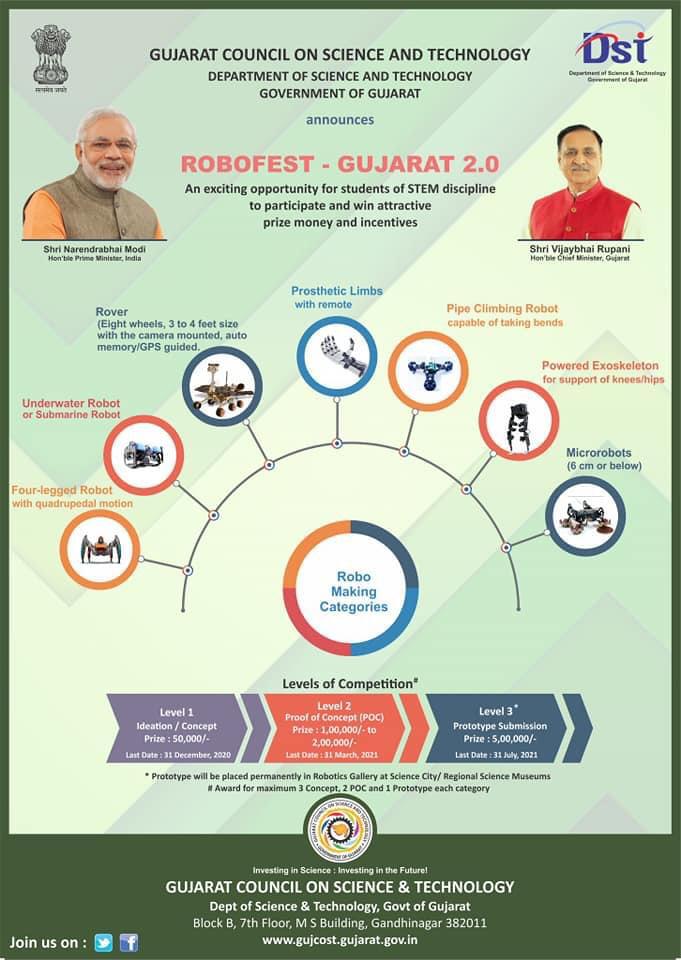 GUJARAT COUNCIL ON SCIENCE AND TECHNOLOGY
DEPARTMENT OF SCIENCE AND TECHNOLOGY
GOVERNMENT OF GUJARAT
announces
सत्यमेव जयते
Dst
Department of Science & Technology
Government of Gujarat
ROBOFEST - GUJARAT 2.0
An exciting opportunity for students of STEM discipline
to participate and win attractive
prize money and incentives
Shri Narendrabhai Modi
Hon'ble Prime Minister, India
Shri Vijaybhai Rupani
Hon'ble Chief Minister, Gujarat
Prosthetic Limbs
with remote
Rover
(Eight wheels, 3 to 4 feet size
with the camera mounted, auto
memory/GPS guided.
Pipe Climbing Robot
capable of taking bends
Powered Exoskeleton
for support of knees/hips
Underwater Robot
or Submarine Robot
Microrobots
(6 cm or below)
Four-legged Robot
with quadrupedal motion
Robo
Making
Categories
Levels of Competition#
Level 1
Ideation / Concept
Prize : 50,000/-
Last Date : 31 December, 2020
Level 2
Proof of Concept (POC)
Prize : 1,00,000/- to
2,00,000/-
Last Date : 31 March, 2021
Level 3*
Prototype Submission
Prize : 5,00,000/-
Last Date : 31 July, 2021
* Prototype will be placed permanently in Robotics Gallery at Science City/ Regional Science Museums
# Award for maximum 3 Concept, 2 POC and 1 Prototype each category
GUJARAT COUNCIL ON SCIENCE AND TECHNOLOGY
GOVERNMENT OF GUJARAT
Investing in Science : Investing in the Future!
GUJARAT COUNCIL ON SCIENCE & TECHNOLOGY
Dept of Science & Technology, Govt of Gujarat
Block B, 7th Floor, M S Building, Gandhinagar 382011
www.gujcost.gujarat.gov.in
Join us on :